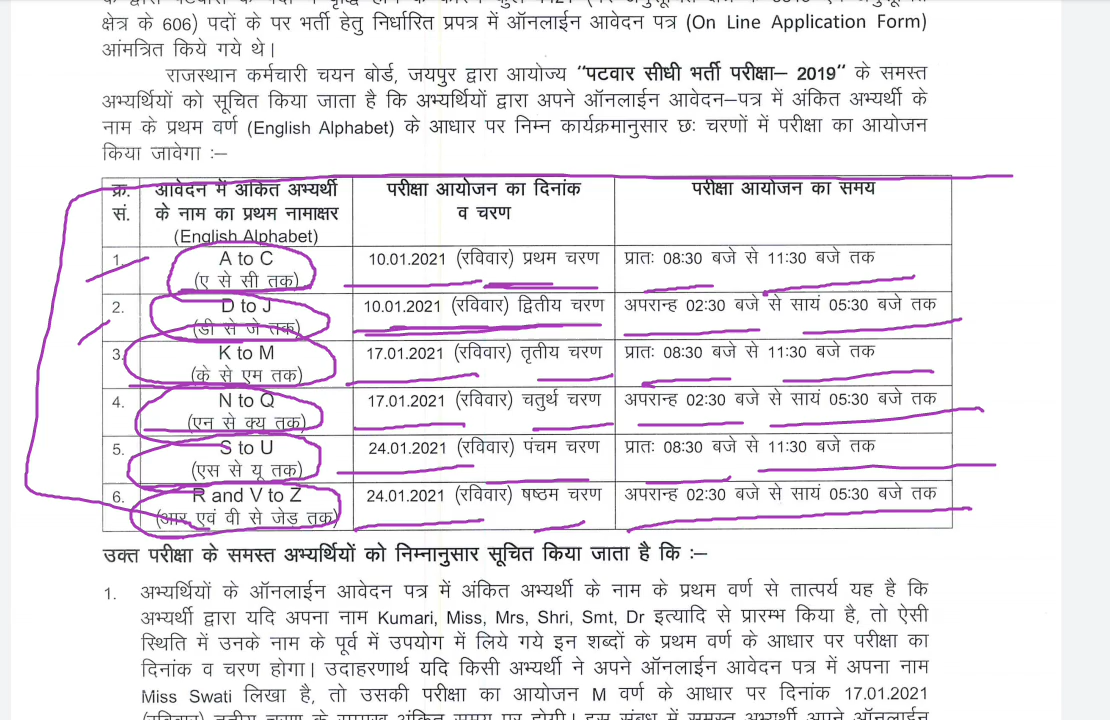 क्षेत्र के 606) पदों के पर भर्ती हेतु निर्धारित प्रपत्र में ऑनलाईन आवेदन पत्र (On Line Application Form)
आंमत्रित किये गये थे।
राजस्थान कर्मचारी चयन बोर्ड, जयपुर द्वारा आयोज्य “पटवार सीधी भर्ती परीक्षा– 2019” के समस्त
अभ्यर्थियों को सूचित किया जाता है कि अभ्यर्थियों द्वारा अपने ऑनलाईन आवेदन–पत्र में अंकित अभ्यर्थी के
नाम के प्रथम वर्ण (English Alphabet) के आधार पर निम्न कार्यक्रमानुसार छः चरणों में परीक्षा का आयोजन
किया जावेगा :–
क्र. आवेदन में अंकित अभ्यर्थी परीक्षा आयोजन का दिनांक परीक्षा आयोजन का समय
सं. के नाम का प्रथम नामाक्षर व चरण
(English Alphabet)
1. A to C 10.01.2021 (रविवार) प्रथम चरण प्रातः 08:30 बजे से 11:30 बजे तक
(ए से सी तक)
2. D to J 10.01.2021 (रविवार) द्वितीय चरण अपरान्ह 02:30 बजे से सायं 05:30 बजे तक
(डी से जे तक)
3. K to M 17.01.2021 (रविवार) तृतीय चरण प्रातः 08:30 बजे से 11:30 बजे तक
(के से एम तक)
4. N to Q 17.01.2021 (रविवार) चतुर्थ चरण अपरान्ह 02:30 बजे से सायं 05:30 बजे तक
(एन से क्यू तक)
5. S to U 24.01.2021 (रविवार) पंचम चरण प्रातः 08:30 बजे से 11:30 बजे तक
(एस से यू तक)
6. R and V to Z 24.01.2021 (रविवार) षष्ठम चरण अपरान्ह 02:30 बजे से सायं 05:30 बजे तक
(आर एवं वी से जेड़ तक)
उक्त परीक्षा के समस्त अभ्यर्थियों को निम्नानुसार सूचित किया जाता है कि :–
1. अभ्यर्थियों के ऑनलाईन आवेदन पत्र में अंकित अभ्यर्थी के नाम के प्रथम वर्ण से तात्पर्य यह है कि
अभ्यर्थी द्वारा यदि अपना नाम Kumari, Miss, Mrs, Shri, Smt, Dr इत्यादि से प्रारम्भ किया है, तो ऐसी
स्थिति में उनके नाम के पूर्व में उपयोग में लिये गये इन शब्दों के प्रथम वर्ण के आधार पर परीक्षा का
दिनांक व चरण होगा। उदाहरणार्थ यदि किसी अभ्यर्थी ने अपने ऑनलाईन आवेदन पत्र में अपना नाम
Miss Swati लिखा है, तो उसकी परीक्षा का आयोजन M वर्ण के आधार पर दिनांक 17.01.2021